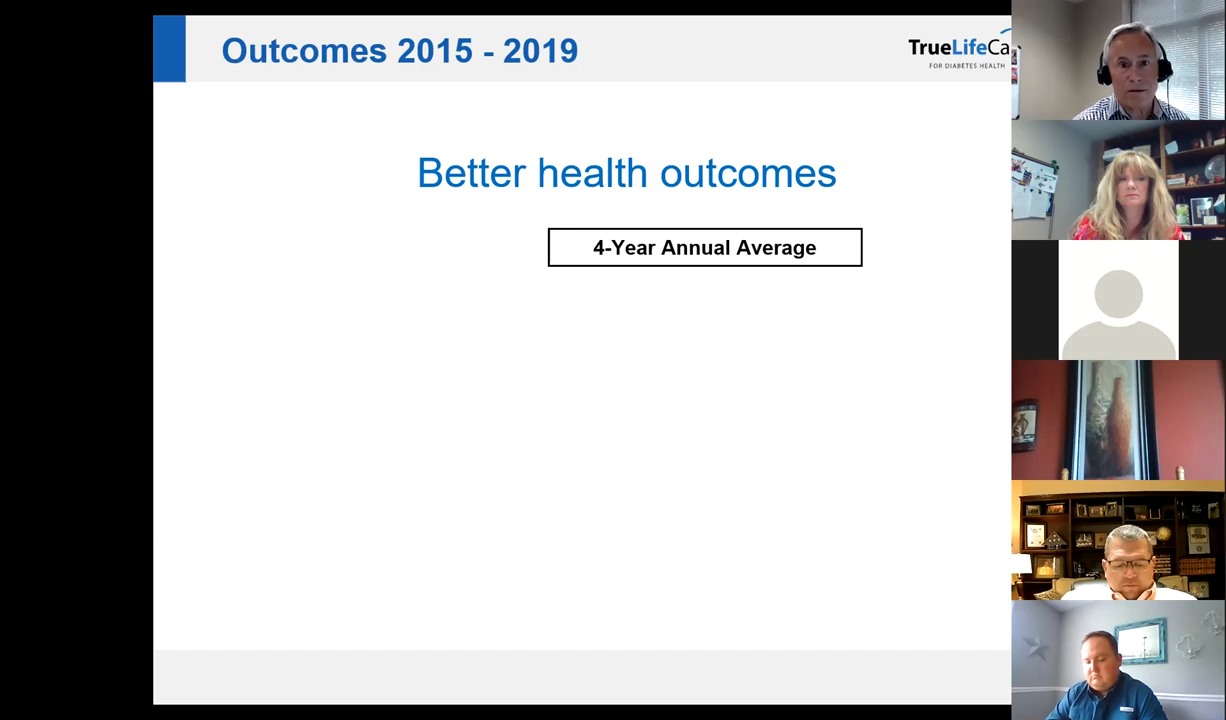 Outcomes 2015 - 2019
TrueLifeCa
FOR DIABETES HEALTH
Better health outcomes
4-Year Annual Average